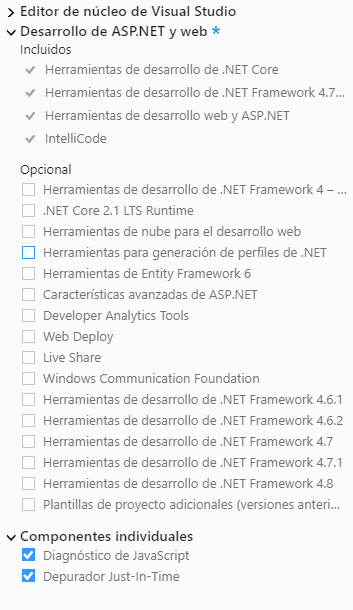 Editor de núcleo de Visual Studio
Desarrollo de ASP.NET y web *
Incluidos
Herramientas de desarrollo de .NET Core
Herramientas de desarrollo de .NET Framework 4.7...
Herramientas de desarrollo web y ASP.NET
IntelliCode
Opcional
Herramientas de desarrollo de .NET Framework 4 – ...
.NET Core 2.1 LTS Runtime
Herramientas de nube para el desarrollo web
Herramientas para generación de perfiles de .NET
Herramientas de Entity Framework 6
Características avanzadas de ASP.NET
Developer Analytics Tools
Web Deploy
Live Share
Windows Communication Foundation
Herramientas de desarrollo de .NET Framework 4.6.1
Herramientas de desarrollo de .NET Framework 4.6.2
Herramientas de desarrollo de .NET Framework 4.7
Herramientas de desarrollo de .NET Framework 4.7.1
Herramientas de desarrollo de .NET Framework 4.8
Plantillas de proyecto adicionales (versiones anteri...
Componentes individuales
Diagnóstico de JavaScript
Depurador Just-In-Time